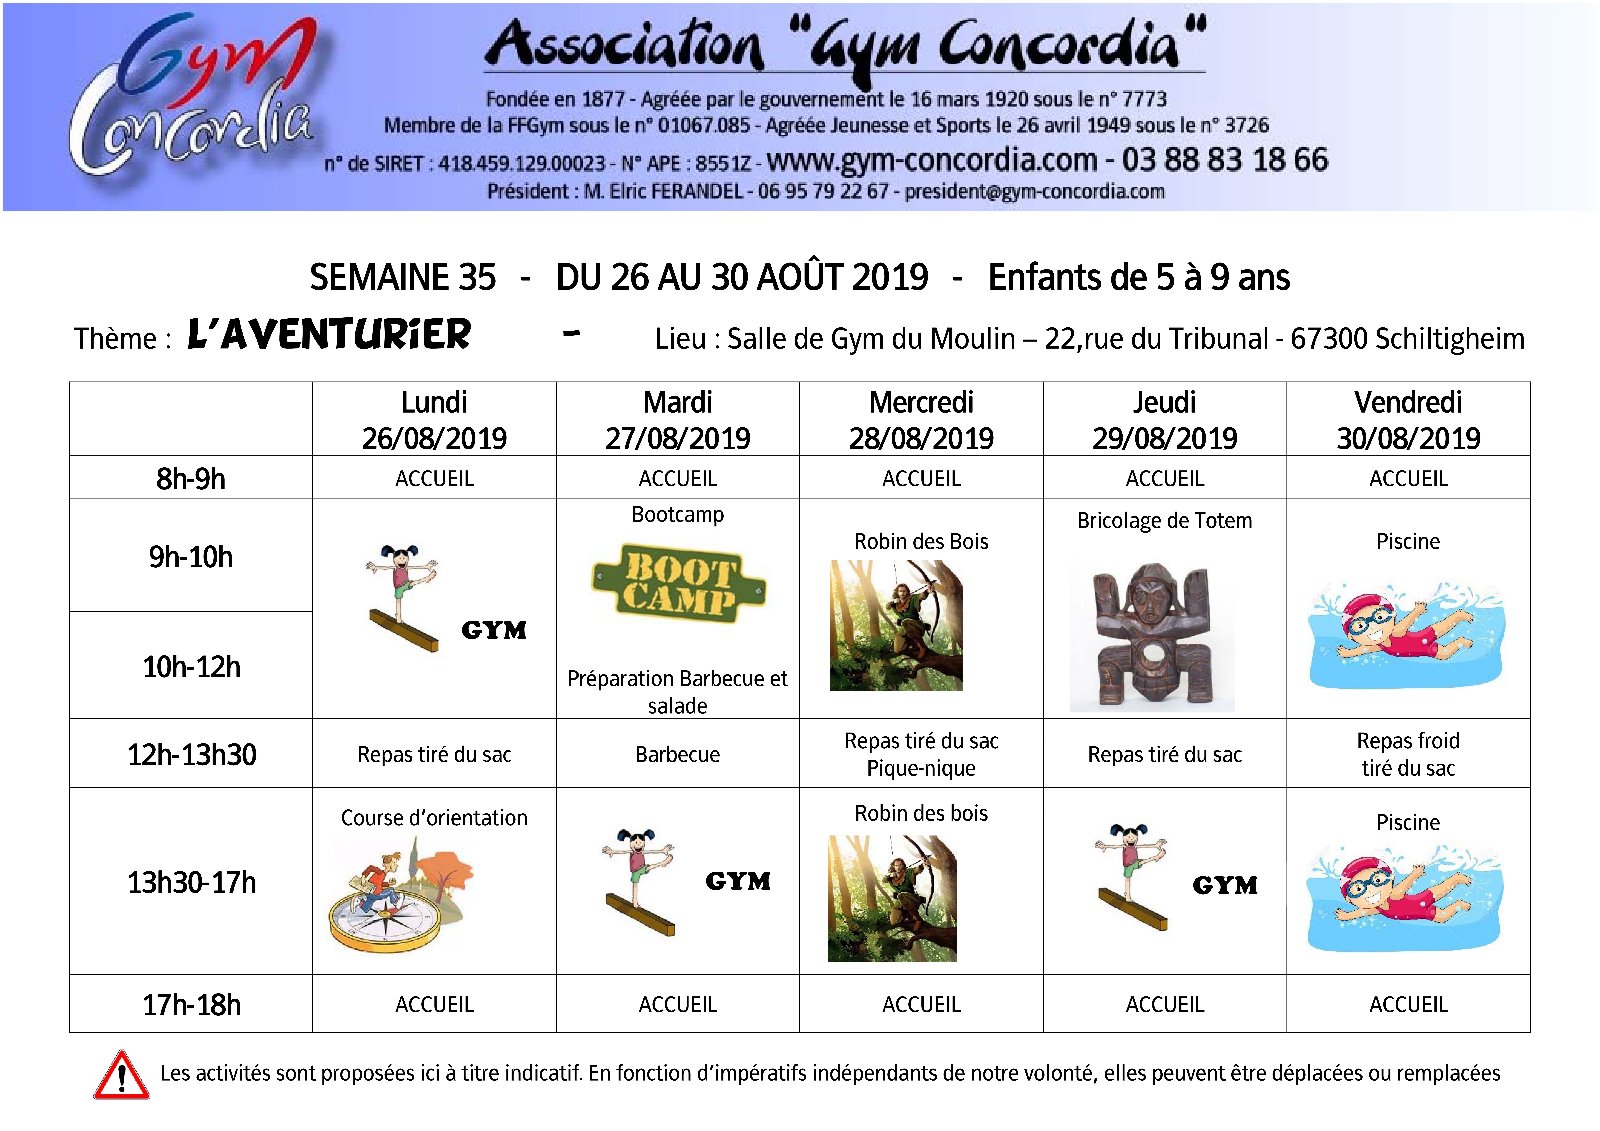 Gym Concordia
Association "Gym Concordia"
Fondée en 1877 - Agréée par le gouvernement le 16 mars 1920 sous le n° 7773
Membre de la FFGym sous le n° 01067.085 - Agréée Jeunesse et Sports le 26 avril 1949 sous le n° 3726
n° de SIRET : 418.459.129.00023 - N° APE : 8551Z - www.gym-concordia.com - 03 88 83 18 66
Président : M. Elric FERANDEL - 06 95 79 22 67 - president@gym-concordia.com
SEMAINE 35 - DU 26 AU 30 AOÛT 2019 - Enfants de 5 à 9 ans
Thème : L'AVENTURiER - Lieu : Salle de Gym du Moulin – 22,rue du Tribunal - 67300 Schiltigheim
Lundi Mardi Mercredi Jeudi Vendredi
26/08/2019 27/08/2019 28/08/2019 29/08/2019 30/08/2019
8h-9h ACCUEIL ACCUEIL ACCUEIL ACCUEIL ACCUEIL
9h-10h
10h-12h
GYM
Bootcamp
BOOT
CAMP
Préparation Barbecue et
salade
Robin des Bois
Bricolage de Totem
Piscine
12h-13h30
Repas tiré du sac
Barbecue
Repas tiré du sac
Pique-nique
Repas tiré du sac
Repas froid
tiré du sac
13h30-17h
Course d'orientation
GYM
Robin des bois
GYM
Piscine
17h-18h ACCUEIL ACCUEIL ACCUEIL ACCUEIL ACCUEIL
! Les activités sont proposées ici à titre indicatif. En fonction d'impératifs indépendants de notre volonté, elles peuvent être déplacées ou remplacées